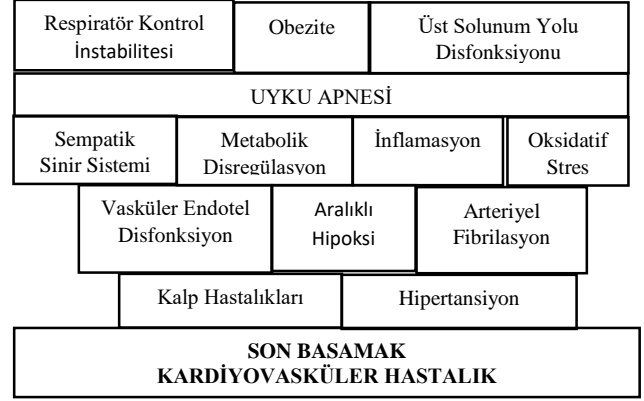 Respiratör Kontrol
İnstabilitesi
Obezite
Üst Solunum Yolu
Disfonksiyonu
UYKU APNESİ
Sempatik
Sinir Sistemi
Metabolik
Disregülasyon
İnflamasyon
Oksidatif
Stres
Vasküler Endotel
Disfonksiyon
Aralıklı
Hipoksi
Arteriyel
Fibrilasyon
Kalp Hastalıkları
Hipertansiyon
SON BASAMAK
KARDİYOVASKÜLER HASTALIK